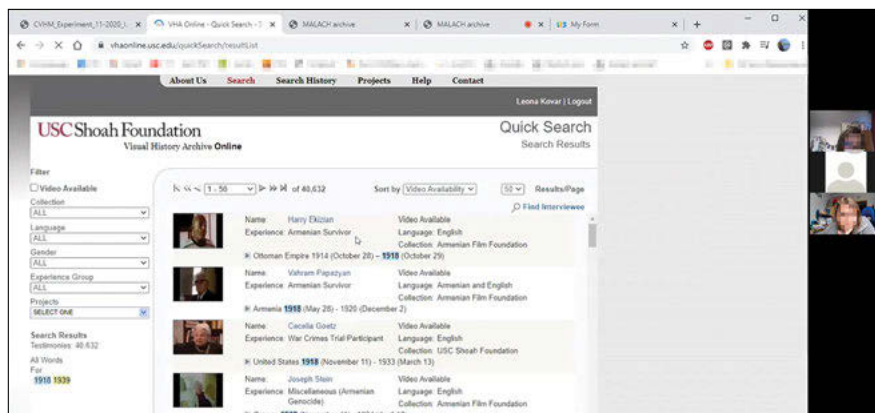 CVHM_Experiment_11-2020_
VHA Online - Quick Search -
MALACH archive
MALACH archive
My Form
vhaonline.usc.edu/quickSearch/resultList
About Us Search Search History Projects Help Contact
Leona Kovar | Logout
USC Shoah Foundation
Visual History Archive Online
Quick Search
Search Results
Filter
Video Available
Collection
ALL
Language
ALL
Gender
ALL
Experience Group
ALL
Projects
SELECT ONE
Search Results
Testimonies: 40,632
All Words
For
1918 1939
1 - 50 of 40,632 Sort by Video Availability 50 Results/Page
Find Interviewee
Name: Harry Ekizian Video Available
Experience: Armenian Survivor Language: English
Collection: Armenian Film Foundation
Ottoman Empire 1914 (October 28) – 1918 (October 29)
Name: Vahram Papazyan Video Available
Experience: Armenian Survivor Language: Armenian and English
Collection: Armenian Film Foundation
Armenia 1918 (May 28) - 1920 (December 2)
Name: Cecelia Goetz Video Available
Experience: War Crimes Trial Participant Language: English
Collection: USC Shoah Foundation
United States 1918 (November 11) - 1933 (March 13)
Name: Joseph Stein Video Available
Experience: Miscellaneous (Armenian Genocide) Language: English
Collection: Armenian Film Foundation